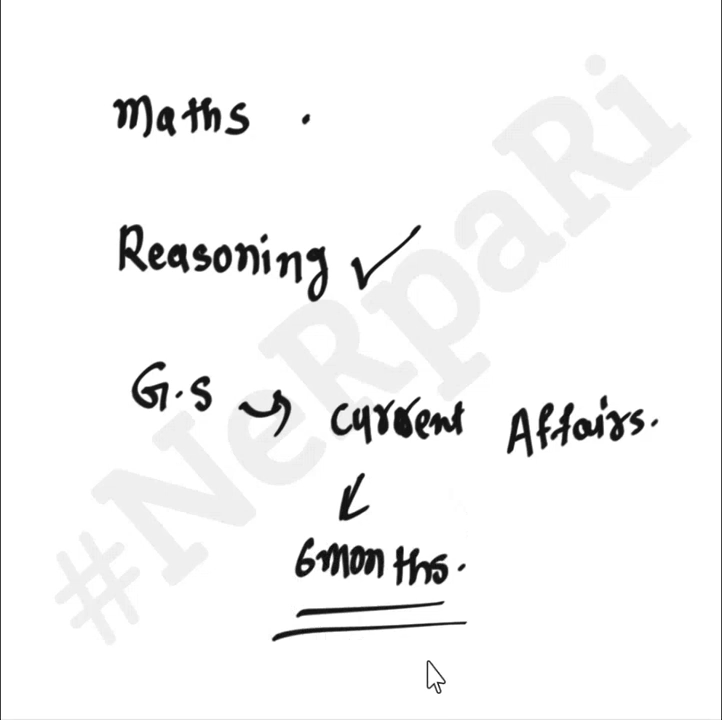 Maths .
Reasoning ✓
G.S → Current Affairs.
↙
6months.
#NeRpaRi